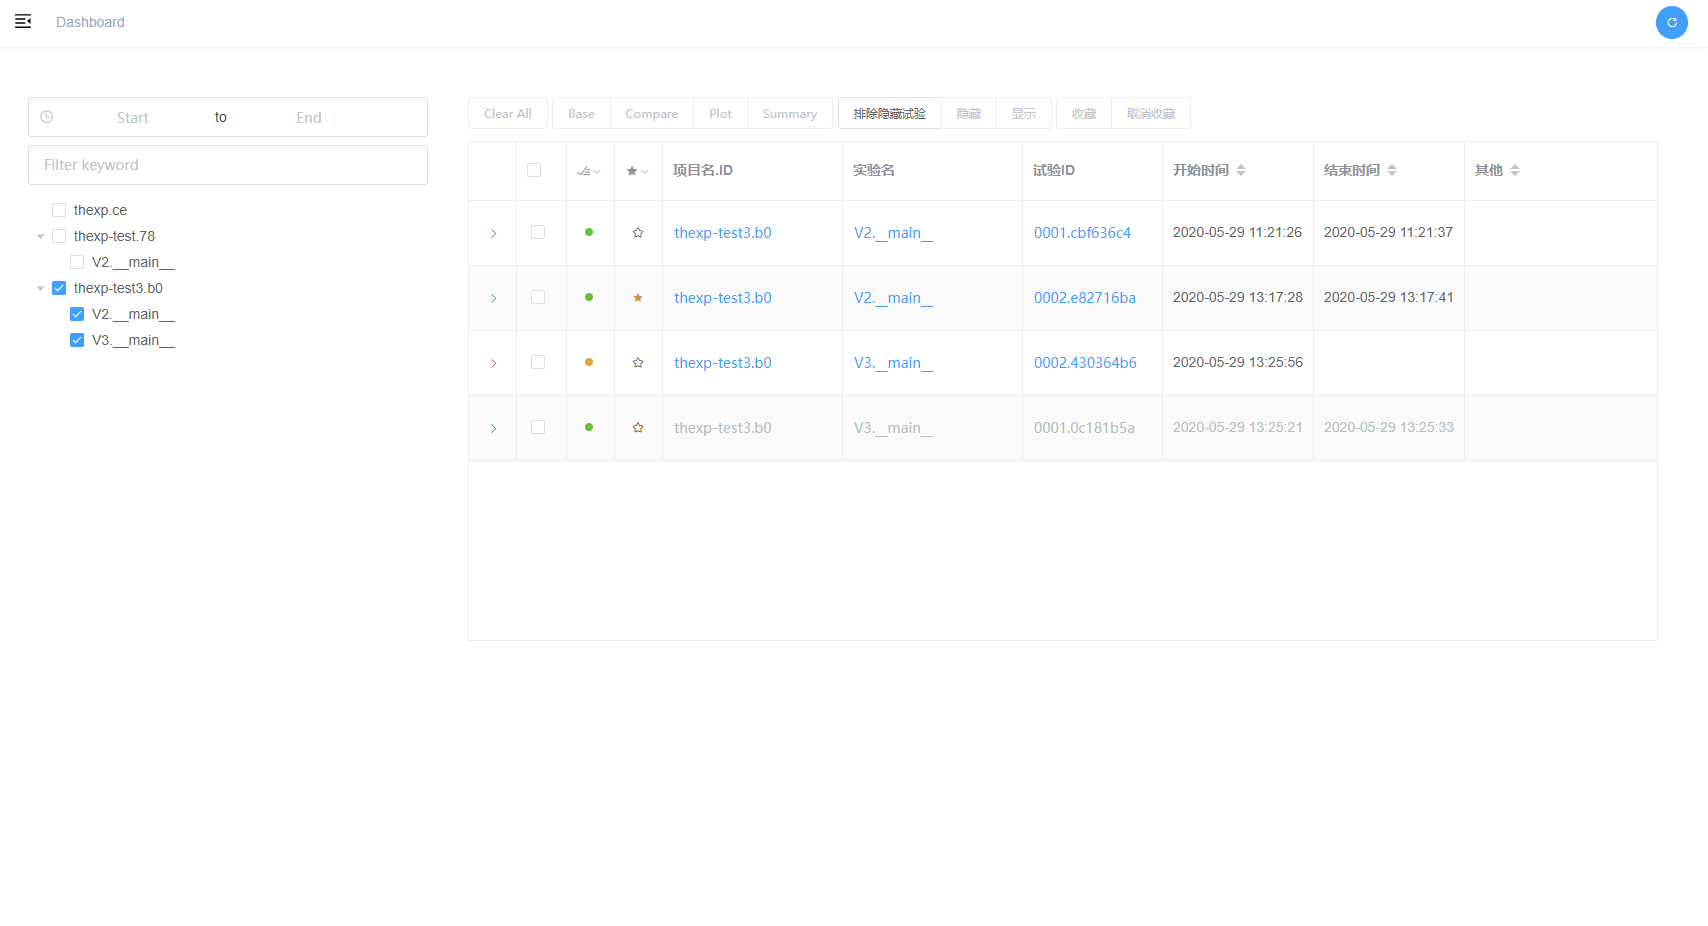 Dashboard
Start to End
Filter keyword
thexp.ce
thexp-test.78
V2.__main__
thexp-test3.b0
V2.__main__
V3.__main__
Clear All Base Compare Plot Summary 排除隐藏试验 隐藏 显示 收藏 取消收藏
项目名.ID 实验名 试验ID 开始时间 结束时间 其他
thexp-test3.b0 V2.__main__ 0001.cbf636c4 2020-05-29 11:21:26 2020-05-29 11:21:37
thexp-test3.b0 V2.__main__ 0002.e82716ba 2020-05-29 13:17:28 2020-05-29 13:17:41
thexp-test3.b0 V3.__main__ 0002.430364b6 2020-05-29 13:25:56
thexp-test3.b0 V3.__main__ 0001.0c181b5a 2020-05-29 13:25:21 2020-05-29 13:25:33